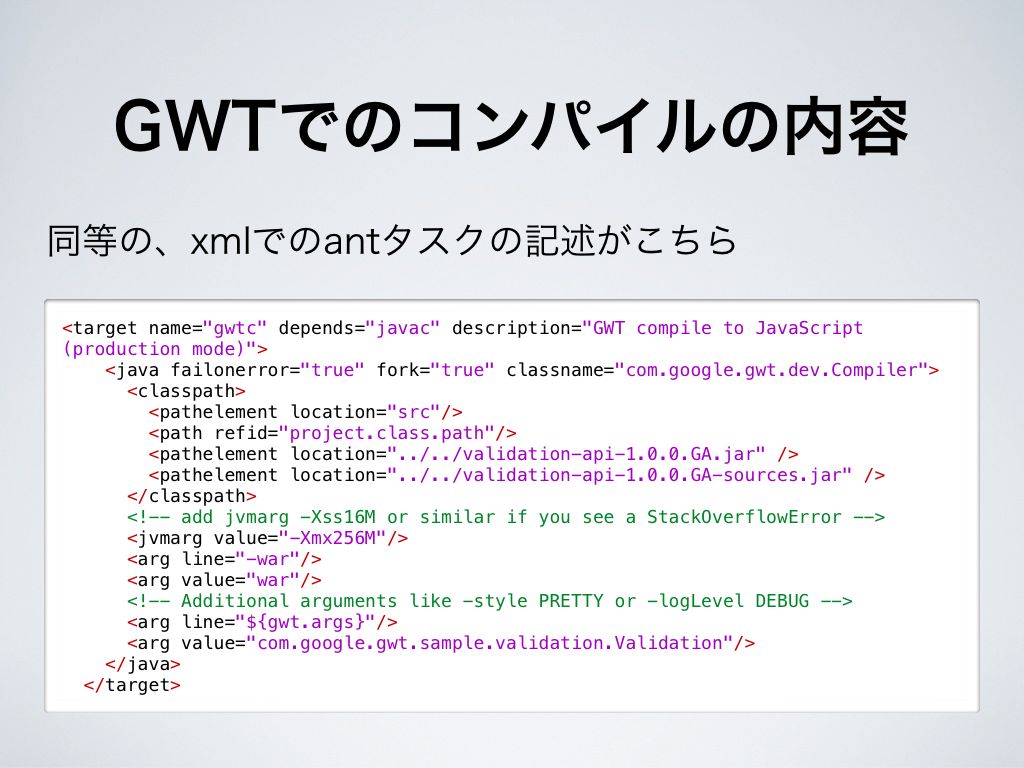 GWTでのコンパイルの内容
同等の、xmlでのantタスクの記述がこちら
<target name="gwtc" depends="javac" description="GWT compile to JavaScript
(production mode)">
    <java failonerror="true" fork="true" classname="com.google.gwt.dev.Compiler">
      <classpath>
        <pathelement location="src"/>
        <path refid="project.class.path"/>
        <pathelement location="../../validation-api-1.0.0.GA.jar" />
        <pathelement location="../../validation-api-1.0.0.GA-sources.jar" />
      </classpath>
      <!-- add jvmarg -Xss16M or similar if you see a StackOverflowError -->
      <jvmarg value="-Xmx256M"/>
      <arg line="-war"/>
      <arg value="war"/>
      <!-- Additional arguments like -style PRETTY or -logLevel DEBUG -->
      <arg line="${gwt.args}"/>
      <arg value="com.google.gwt.sample.validation.Validation"/>
    </java>
  </target>